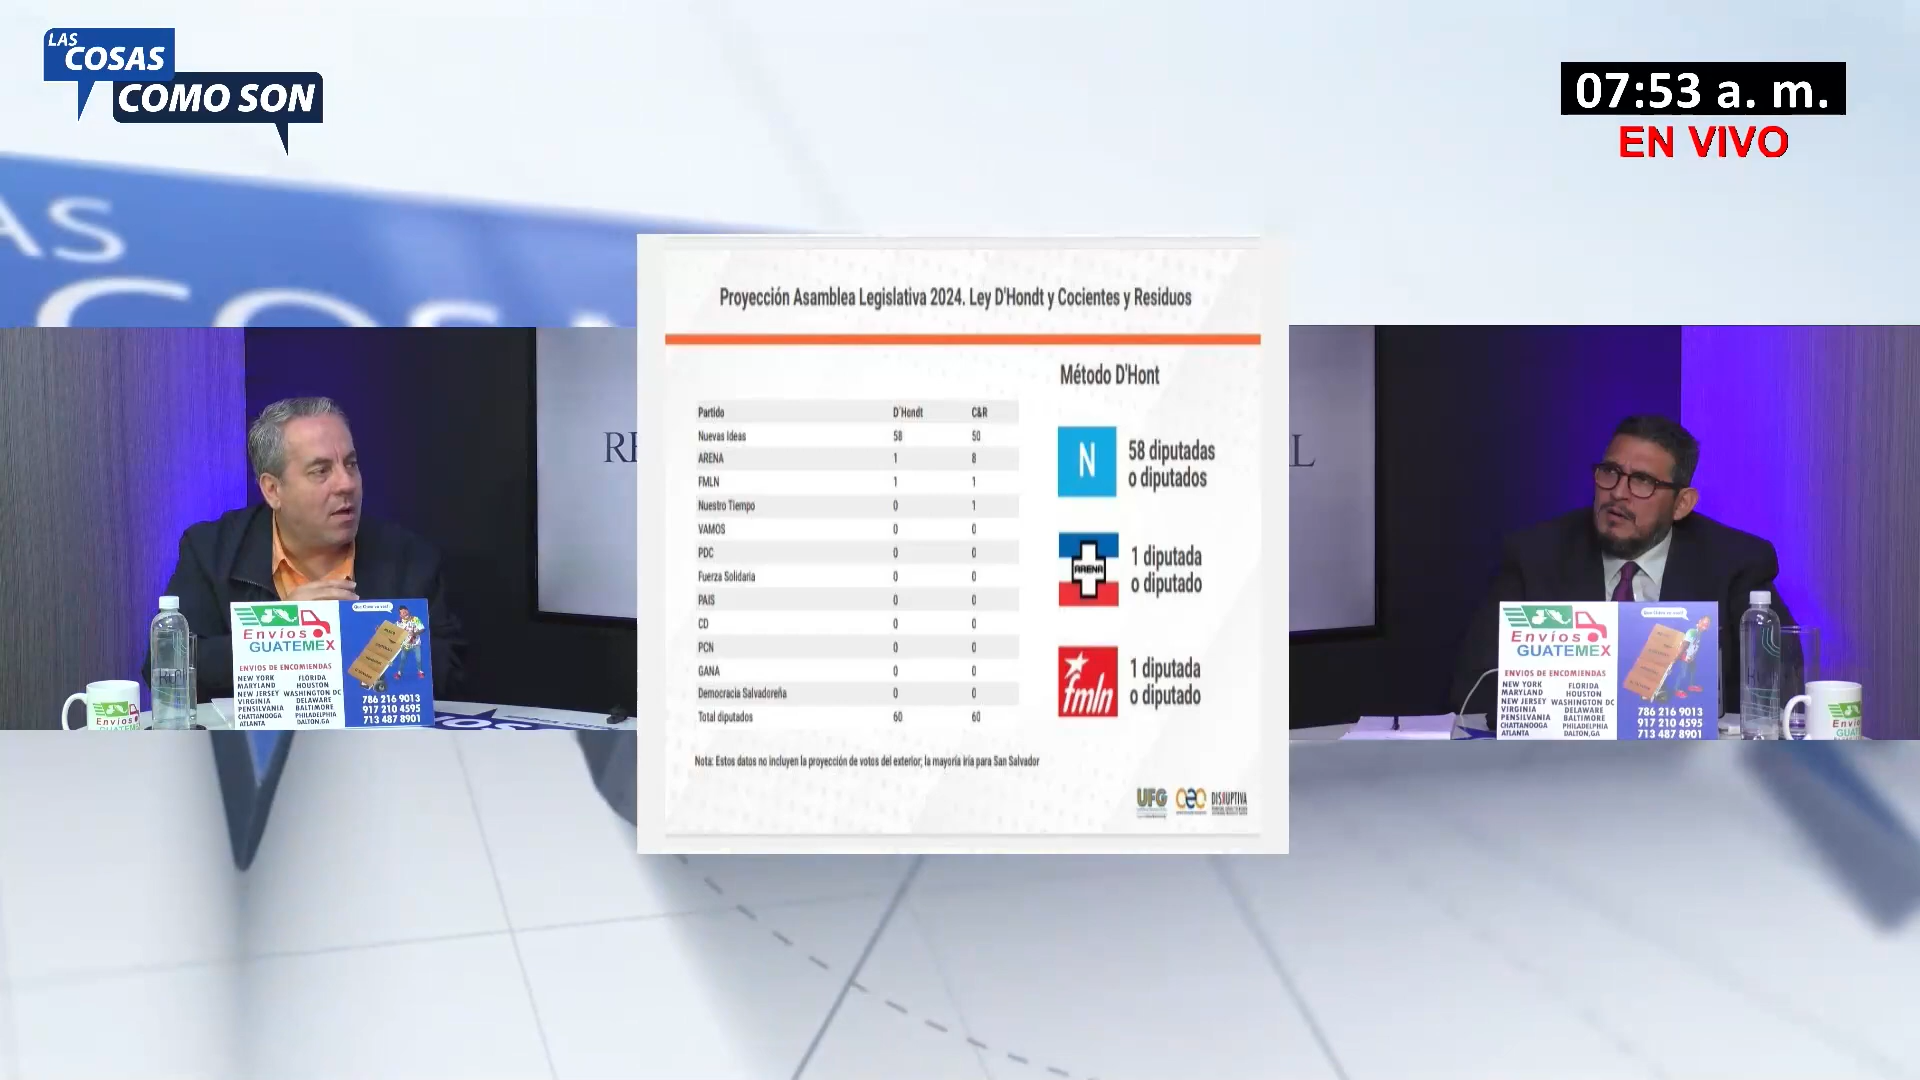 LAS
COSAS
COMO SON
07:53 a. m.
EN VIVO
AS
COS
Proyección Asamblea Legislativa 2024. Ley D'Hondt y Cocientes y Residuos
Método D'Hont
Partido D'Hondt C&R
Nuevas Ideas 58 50
ARENA 1 8
FMLN 1 1
Nuestro Tiempo 0 1
VAMOS 0 0
PDC 0 0
Fuerza Solidaria 0 0
PAIS 0 0
CD 0 0
PCN 0 0
GANA 0 0
Democracia Salvadoreña 0 0
Total diputados 60 60
N
58 diputadas
o diputados
ARENA
1 diputada
o diputado
fmln
1 diputada
o diputado
Nota: Estos datos no incluyen la proyección de votos del exterior; la mayoría iría para San Salvador
UFG
DISRUPTIVA
RE
L
Envíos
GUATEMEX
ENVIOS DE ENCOMIENDAS
NEW YORK FLORIDA
MARYLAND HOUSTON
NEW JERSEY WASHINGTON DC
VIRGINIA DELAWARE
PENSILVANIA BALTIMORE
CHATTANOOGA PHILADELPHIA
ATLANTA DALTON,GA
786 216 9013
917 210 4595
713 487 8901
Envíos
GUATEMEX
ENVIOS DE ENCOMIENDAS
NEW YORK FLORIDA
MARYLAND HOUSTON
NEW JERSEY WASHINGTON DC
VIRGINIA DELAWARE
PENSILVANIA BALTIMORE
CHATTANOOGA PHILADELPHIA
ATLANTA DALTON,GA
786 216 9013
917 210 4595
713 487 8901